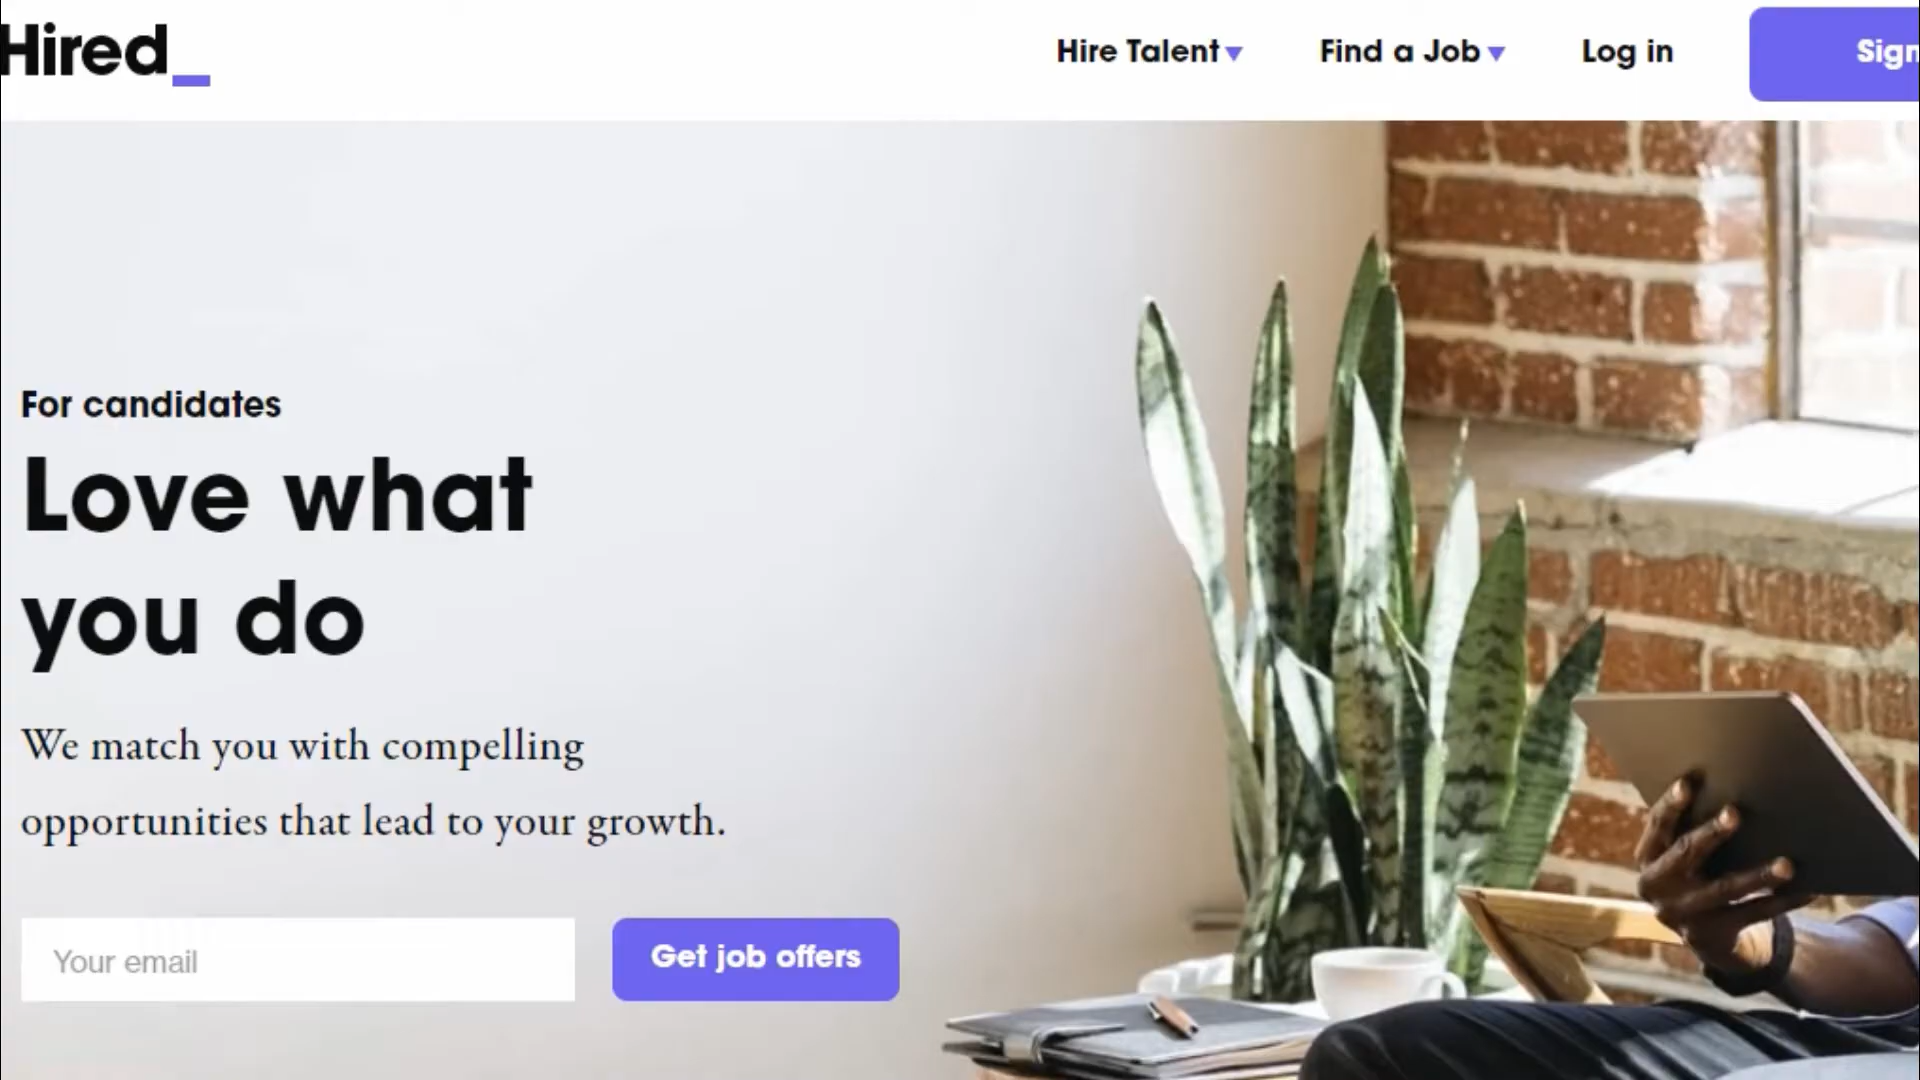 Hired_
Hire Talent
Find a Job
Log in
Sign
For candidates
Love what
you do
We match you with compelling
opportunities that lead to your growth.
Your email
Get job offers